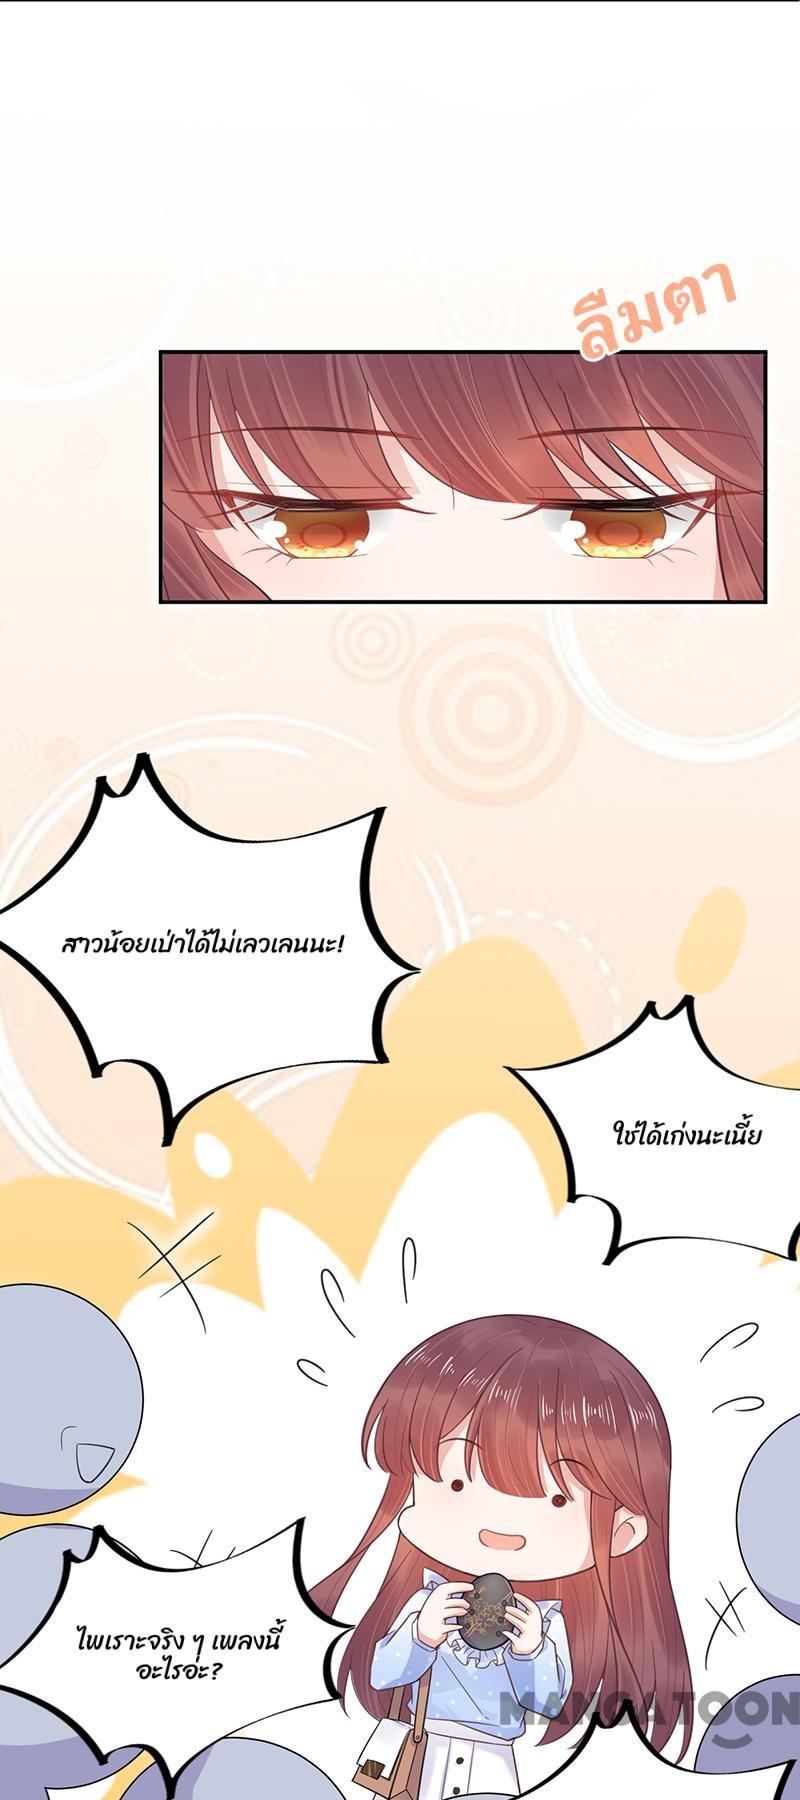 ลืมตา
สาวน้อยเป่าได้ไม่เลวเลนนะ!
ใช่ได้เก่งนะเนี้ย
ไพเราะจริง ๆ เพลงนี้
อะไรอ่ะ?
MANGATOON